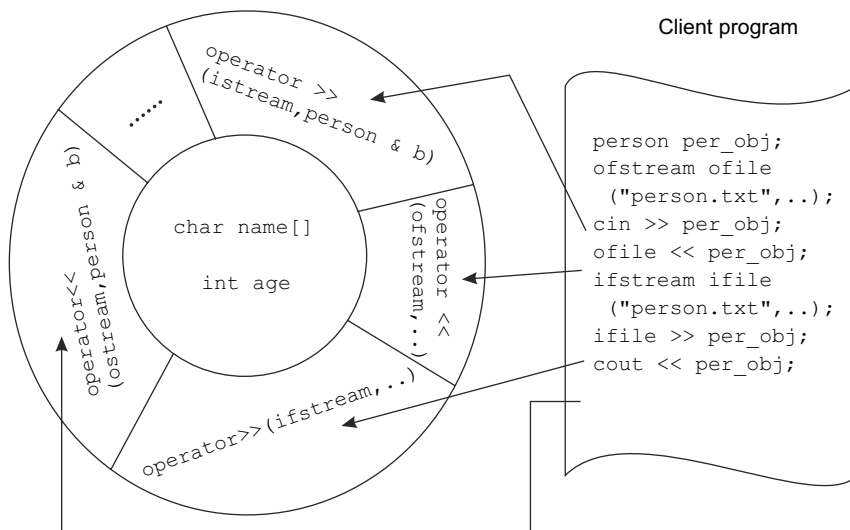 Client program
operator >>
(istream,person & b)
......
operator<<
(ostream,person & b)
char name[]
int age
operator <<
(ofstream,..)
operator>>(ifstream,..)
person per_obj;
ofstream ofile
("person.txt",..);
cin >> per_obj;
ofile << per_obj;
ifstream ifile
("person.txt",..);
ifile >> per_obj;
cout << per_obj;